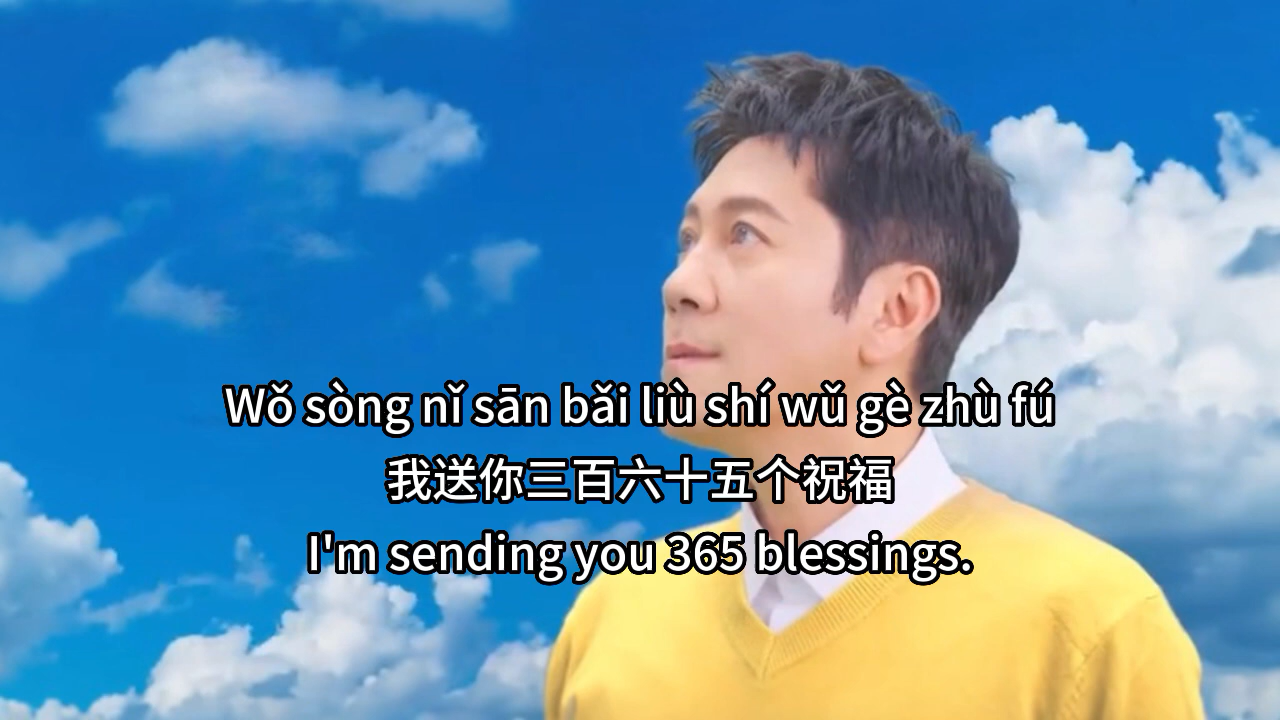 Wǒ sòng nǐ sān bǎi liù shí wǔ gè zhù fú
我送你三百六十五个祝福
I'm sending you 365 blessings.